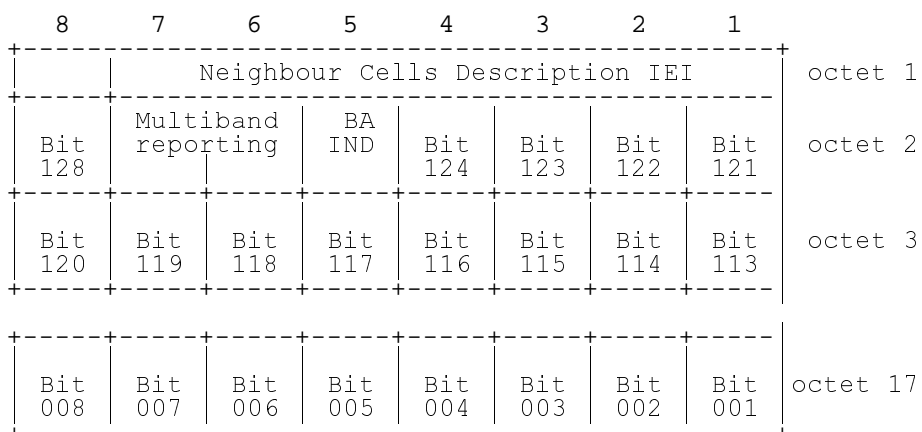 8 7 6 5 4 3 2 1
Neighbour Cells Description IEI octet 1
Multiband BA
Bit reporting IND Bit Bit Bit Bit octet 2
128 124 123 122 121
Bit Bit Bit Bit Bit Bit Bit Bit octet 3
120 119 118 117 116 115 114 113
Bit Bit Bit Bit Bit Bit Bit Bit octet 17
008 007 006 005 004 003 002 001